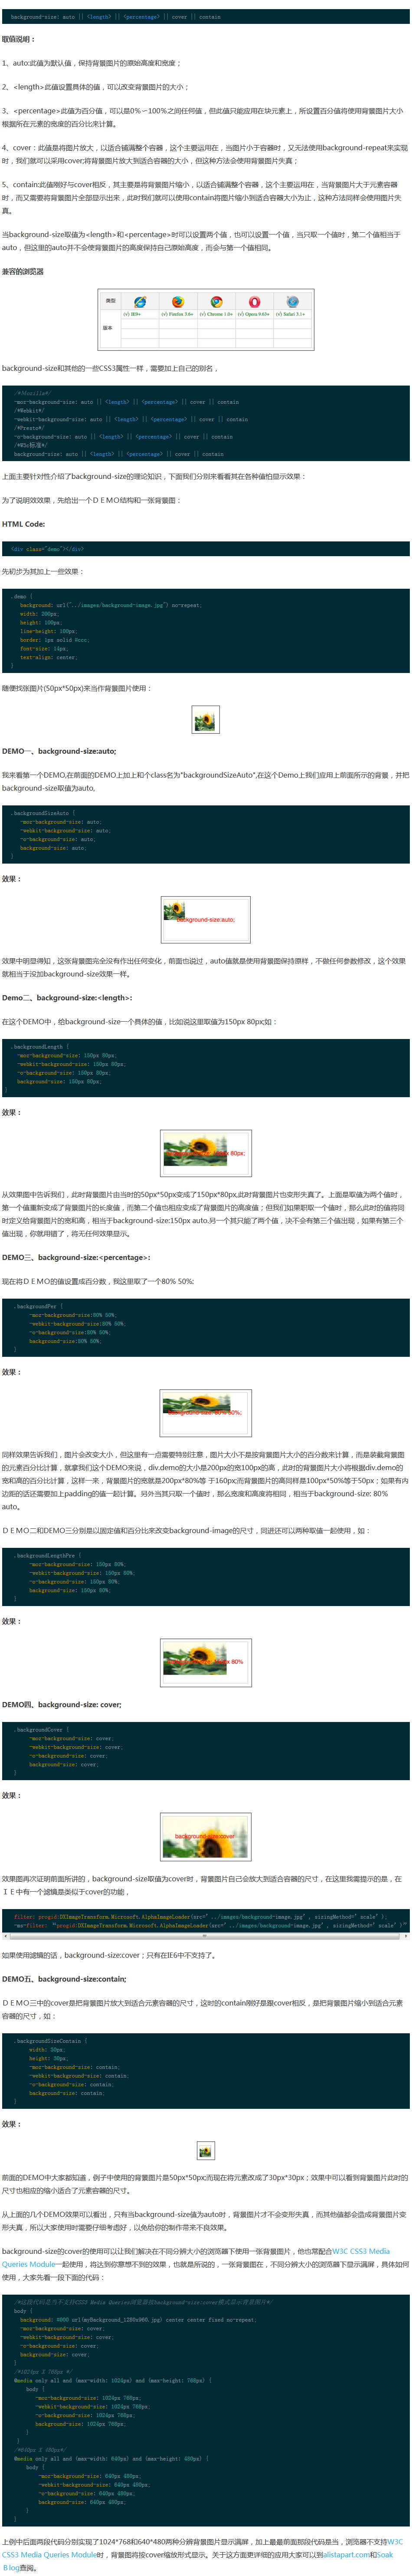 background-size: auto || <length> || <percentage> || cover || contain
取值说明：
1、auto:此值为默认值，保持背景图片的原始高度和宽度；
2、<length>此值设置具体的值，可以改变背景图片的大小；
3、<percentage>此值为百分值，可以是0%〜100%之间任何值，但此值只能应用在块元素上，所设置百分值将使用背景图片大小
根据所在元素的宽度的百分比来计算。
4、cover：此值是将图片放大，以适合铺满整个容器，这个主要运用在，当图片小于容器时，又无法使用background-repeat来实现
时，我们就可以采用cover;将背景图片放大到适合容器的大小，但这种方法会使用背景图片失真；
5、contain:此值刚好与cover相反，其主要是将背景图片缩小，以适合铺满整个容器，这个主要运用在，当背景图片大于元素容器
时，而又需要将背景图片全部显示出来，此时我们就可以使用contain将图片缩小到适合容器大小为止，这种方法同样会使用图片失
真。
当background-size取值为<length>和<percentage>时可以设置两个值，也可以设置一个值，当只取一个值时，第二个值相当于
auto，但这里的auto并不会使背景图片的高度保持自己原始高度，而会与第一个值相同。
兼容的浏览器
类型
版本
(√) IE9+ (√) Firefox 3.6+ (√) Chrome 1.0+ (√) Opera 9.63+ (√) Safari 3.1+
background-size和其他的一些CSS3属性一样，需要加上自己的别名，
/*Mozilla*/
-moz-background-size: auto || <length> || <percentage> || cover || contain
/*Webkit*/
-webkit-background-size: auto || <length> || <percentage> || cover || contain
/*Presto*/
-o-background-size: auto || <length> || <percentage> || cover || contain
/*W3c标准*/
background-size: auto || <length> || <percentage> || cover || contain
上面主要针对性介绍了background-size的理论知识，下面我们分别来看看其在各种值怕显示效果：
为了说明效效果，先给出一个ＤＥＭＯ结构和一张背景图：
HTML Code:
<div class="demo"></div>
先初步为其加上一些效果：
.demo {
background: url("../images/background-image.jpg") no-repeat;
width: 200px;
height: 100px;
line-height: 100px;
border: 1px solid #ccc;
font-size: 14px;
text-align: center;
}
随便找张图片(50px*50px)来当作背景图片使用：
DEMO一、background-size:auto;
我来看第一个DEMO,在前面的DEMO上加上和个class名为"backgroundSizeAuto",在这个Demo上我们应用上前面所示的背景，并把
background-size取值为auto,
.backgroundSizeAuto {
-moz-background-size: auto;
-webkit-background-size: auto;
-o-background-size: auto;
background-size: auto;
}
效果：
background-size:auto;
效果中明显得知，这张背景图完全没有作出任何变化，前面也说过，auto值就是使用背景图保持原样，不做任何参数修改，这个效果
就相当于没加background-size效果一样。
Demo二、background-size:<length>:
在这个DEMO中，给background-size一个具体的值，比如说这里取值为150px 80px;如：
.backgroundLength {
-moz-background-size: 150px 80px;
-webkit-background-size: 150px 80px;
-o-background-size: 150px 80px;
background-size: 150px 80px;
}
效果：
80px;
从效果图中告诉我们，此时背景图片由当时的50px*50px变成了150px*80px,此时背景图片也变形失真了。上面是取值为两个值时，
第一个值重新变成了背景图片的长度值，而第二个值也相应变成了背景图片的高度值；但我们如果职取一个值时，那么此时的值将同
时定义给背景图片的宽和高，相当于background-size:150px auto.另一个其只能了两个值，决不会有第三个值出现，如果有第三个
值出现，你就用错了，将无任何效果显示。
DEMO三、background-size:<percentage>:
现在将ＤＥＭＯ的值设置成百分数，我这里取了一个80% 50%:
.backgroundPer {
-moz-background-size:80% 50%;
-webkit-background-size:80% 50%;
-o-background-size:80% 50%;
background-size:80% 50%;
}
效果：
background-size: 80% 50%;
同样效果告诉我们，图片会改变大小，但这里有一点需要特别注意，图片大小不是按背景图片大小的百分数来计算，而是装截背景图
的元素百分比计算，就拿我们这个DEMO来说，div.demo的大小是200px的宽100px的高，此时的背景图片大小将根据div.demo的
宽和高的百分比计算，这样一来，背景图片的宽就是200px*80%等 于160px;而背景图片的高同样是100px*50%等于50px；如果有内
边距的话还需要加上padding的值一起计算。另外当其只取一个值时，那么宽度和高度将相同，相当于background-size: 80%
auto。
ＤＥＭＯ二和DEMO三分别是以固定值和百分比来改变background-image的尺寸，同进还可以两种取值一起使用，如：
.backgroundLengthPre {
-moz-background-size: 150px 80%;
-webkit-background-size: 150px 80%;
-o-background-size: 150px 80%;
background-size: 150px 80%;
}
效果：
px 80%
DEMO四、background-size: cover;
.backgroundCover {
-moz-background-size: cover;
-webkit-background-size: cover;
-o-background-size: cover;
background-size: cover;
}
效果：
background-size:cover
效果图再次证明前面所讲的，background-size取值为cover时，背景图片自己会放大到适合容器的尺寸，在这里我需提示的是，在
ＩＥ中有一个滤镜是类似于cover的功能，
filter: progid:DXImageTransform.Microsoft.AlphaImageLoader(src=' ../images/background-image.jpg' , sizingMethod=' scale' );
-ms-filter: "progid:DXImageTransform.Microsoft.AlphaImageLoader(src=' ../images/background-image.jpg' , sizingMethod=' scale' )"
如果使用滤镜的话，background-size:cover；只有在IE6中不支持了。
DEMO五、background-size:contain;
ＤＥＭＯ三中的cover是把背景图片放大到适合元素容器的尺寸，这时的contain刚好是跟cover相反，是把背景图片缩小到适合元素
容器的尺寸，如：
.backgroundSizeContain {
width: 30px;
height: 30px;
-moz-background-size: contain;
-webkit-background-size: contain;
-o-background-size: contain;
background-size: contain;
}
效果：
前面的DEMO中大家都知道，例子中使用的背景图片是50px*50px;而现在将元素改成了30px*30px；效果中可以看到背景图片此时的
尺寸也相应的缩小适合了元素容器的尺寸。
从上面的几个DEMO效果可以看出，只有当background-size值为auto时，背景图片才不会变形失真，而其他值都会造成背景图片变
形失真，所以大家使用时需要仔细考虑好，以免给你的制作带来不良效果。
background-size的cover的使用可以让我们解决在不同分辨大小的浏览器下使用一张背景图片，他也常配合W3C CSS3 Media
Queries Module一起使用，将达到你意想不到的效果，也就是所说的，一张背景图在，不同分辨大小的浏览器下显示满屏，具体如何
使用，大家先看一段下面的代码：
/*这段代码是当不支持CSS3 Media Queries浏览就按background-size:cover模式显示背景图片*/
body {
background: #000 url(myBackground_1280x960.jpg) center center fixed no-repeat;
-moz-background-size: cover;
-webkit-background-size: cover;
-o-background-size: cover;
background-size: cover;
}
/*1024px X 768px */
@media only all and (max-width: 1024px) and (max-height: 768px) {
body {
-moz-background-size: 1024px 768px;
-webkit-background-size: 1024px 768px;
-o-background-size: 1024px 768px;
background-size: 1024px 768px;
}
}
/*640px X 480px*/
@media only all and (max-width: 640px) and (max-height: 480px) {
body {
-moz-background-size: 640px 480px;
-webkit-background-size: 640px 480px;
-o-background-size: 640px 480px;
background-size: 640px 480px;
}
}
上例中后面两段代码分别实现了1024*768和640*480两种分辨背景图片显示满屏，加上最最前面那段代码是当，浏览器不支持W3C
CSS3 Media Queries Module时，背景图将按cover缩放形式显示。关于这方面更详细的应用大家可以到alistapart.com和Soak
Ｂlog查阅。